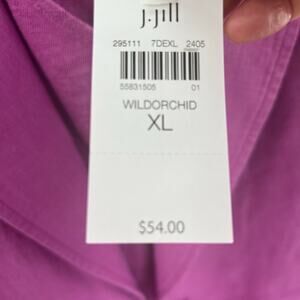 J.Jill
295111 7DEXL 2405
55831505 01
WILDORCHID
XL
$54.00